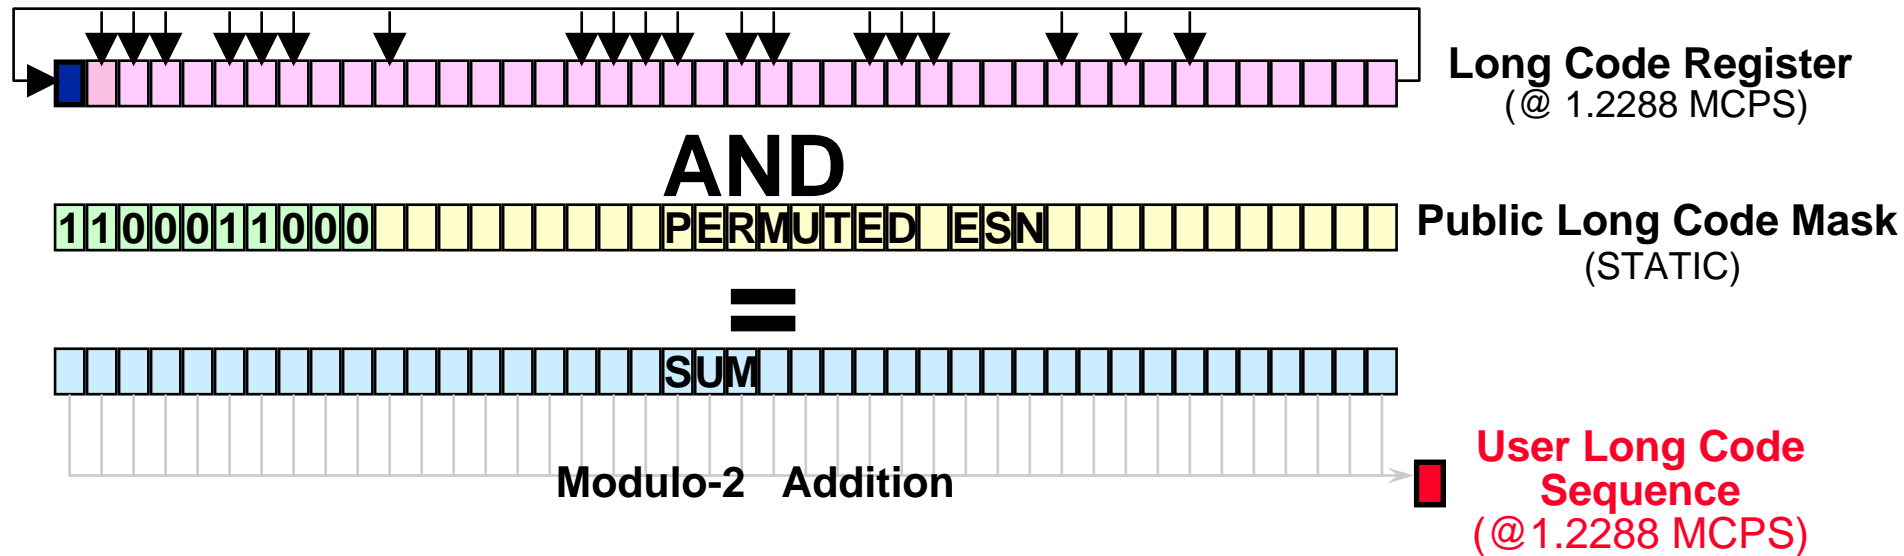 Long Code Register
(@ 1.2288 MCPS)
AND
1100011000 PERMUTED ESN
Public Long Code Mask
(STATIC)
=
SUM
Modulo-2 Addition
User Long Code
Sequence
(@1.2288 MCPS)